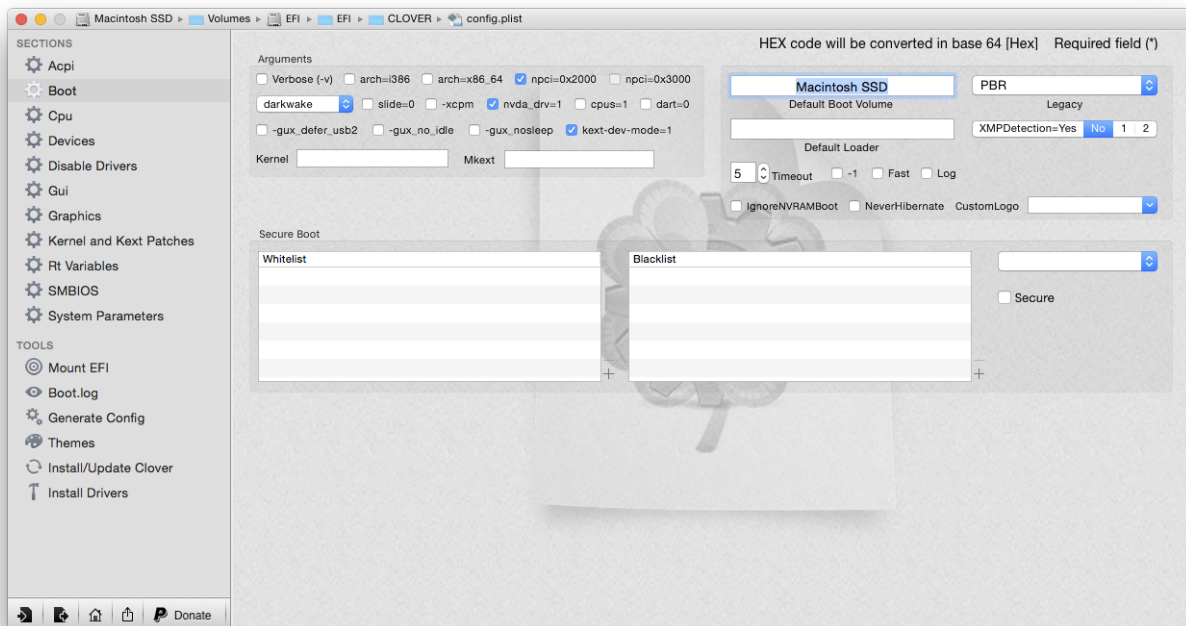 Macintosh SSD ▸ Volumes ▸ EFI ▸ EFI ▸ CLOVER ▸ config.plist
SECTIONS
Acpi
Boot
Cpu
Devices
Disable Drivers
Gui
Graphics
Kernel and Kext Patches
Rt Variables
SMBIOS
System Parameters
TOOLS
Mount EFI
Boot.log
Generate Config
Themes
Install/Update Clover
Install Drivers
Donate
HEX code will be converted in base 64 [Hex] Required field (*)
Arguments
Verbose (-v) arch=i386 arch=x86_64 npci=0x2000 npci=0x3000
darkwake slide=0 -xcpm nvda_drv=1 cpus=1 dart=0
-gux_defer_usb2 -gux_no_idle -gux_nosleep kext-dev-mode=1
Kernel Mkext
Macintosh SSD PBR
Default Boot Volume Legacy
XMPDetection=Yes No 1 2
Default Loader
5 Timeout -1 Fast Log
IgnoreNVRAMBoot NeverHibernate CustomLogo
Secure Boot
Whitelist Blacklist
Secure